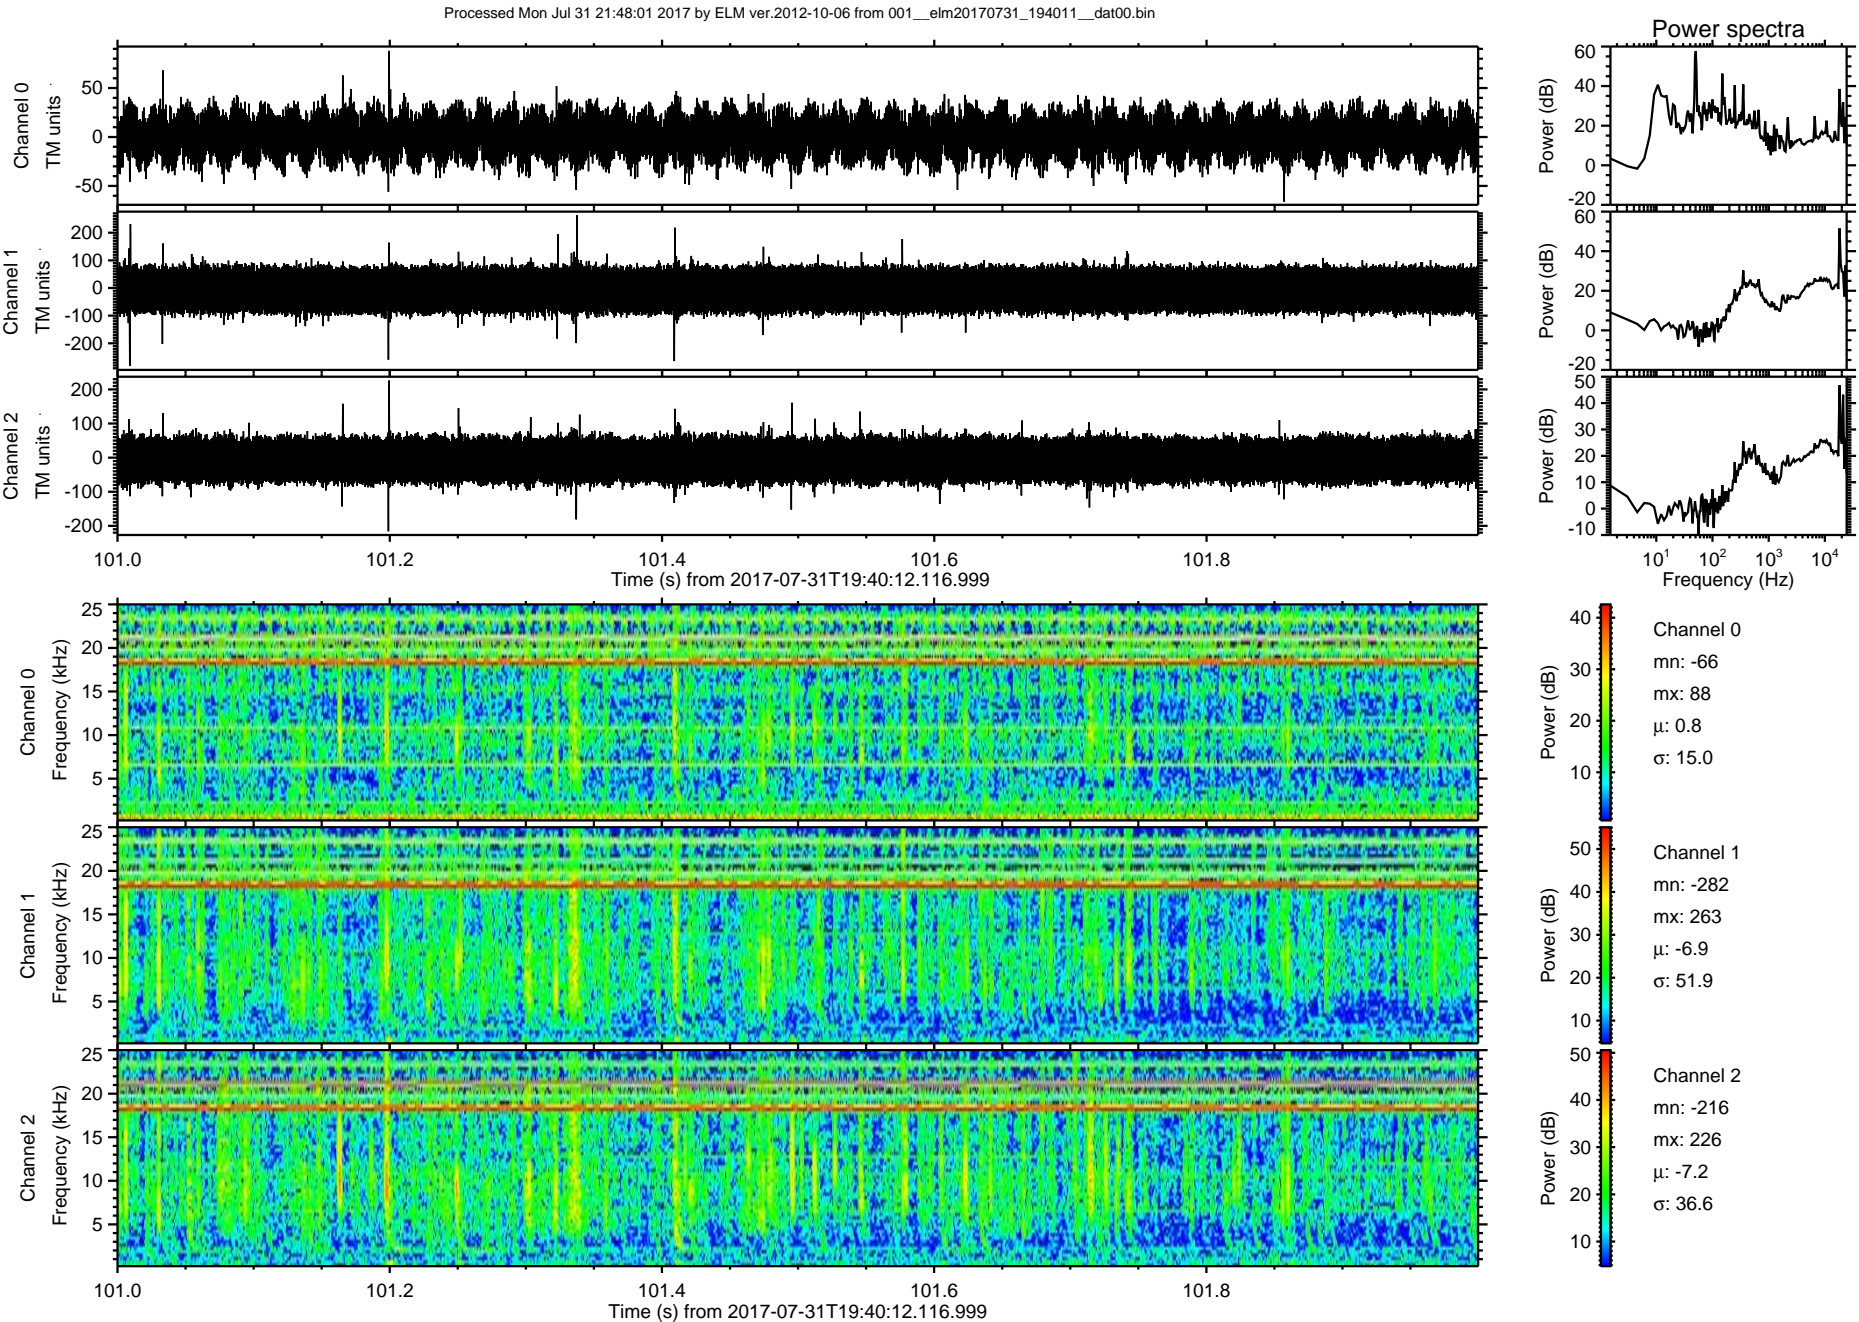 Processed Mon Jul 31 21:48:01 2017 by ELM ver.2012-10-06 from 001__elm20170731_194011__dat00.bin
Power spectra
Channel 0
TM units
50
0
-50
Power (dB)
60
40
20
0
-20
Channel 1
TM units
200
100
0
-100
-200
Power (dB)
60
40
20
0
-20
Channel 2
TM units
200
100
0
-100
-200
Power (dB)
50
40
30
20
10
0
-10
101.0 101.2 101.4 101.6 101.8
Time (s) from 2017-07-31T19:40:12.116.999
10¹ 10² 10³ 10⁴
Frequency (Hz)
Channel 0
Frequency (kHz)
25
20
15
10
5
Power (dB)
40
30
20
10
Channel 0
mn: -66
mx: 88
μ: 0.8
σ: 15.0
Channel 1
Frequency (kHz)
25
20
15
10
5
Power (dB)
50
40
30
20
10
Channel 1
mn: -282
mx: 263
μ: -6.9
σ: 51.9
Channel 2
Frequency (kHz)
25
20
15
10
5
Power (dB)
50
40
30
20
10
Channel 2
mn: -216
mx: 226
μ: -7.2
σ: 36.6
101.0 101.2 101.4 101.6 101.8
Time (s) from 2017-07-31T19:40:12.116.999